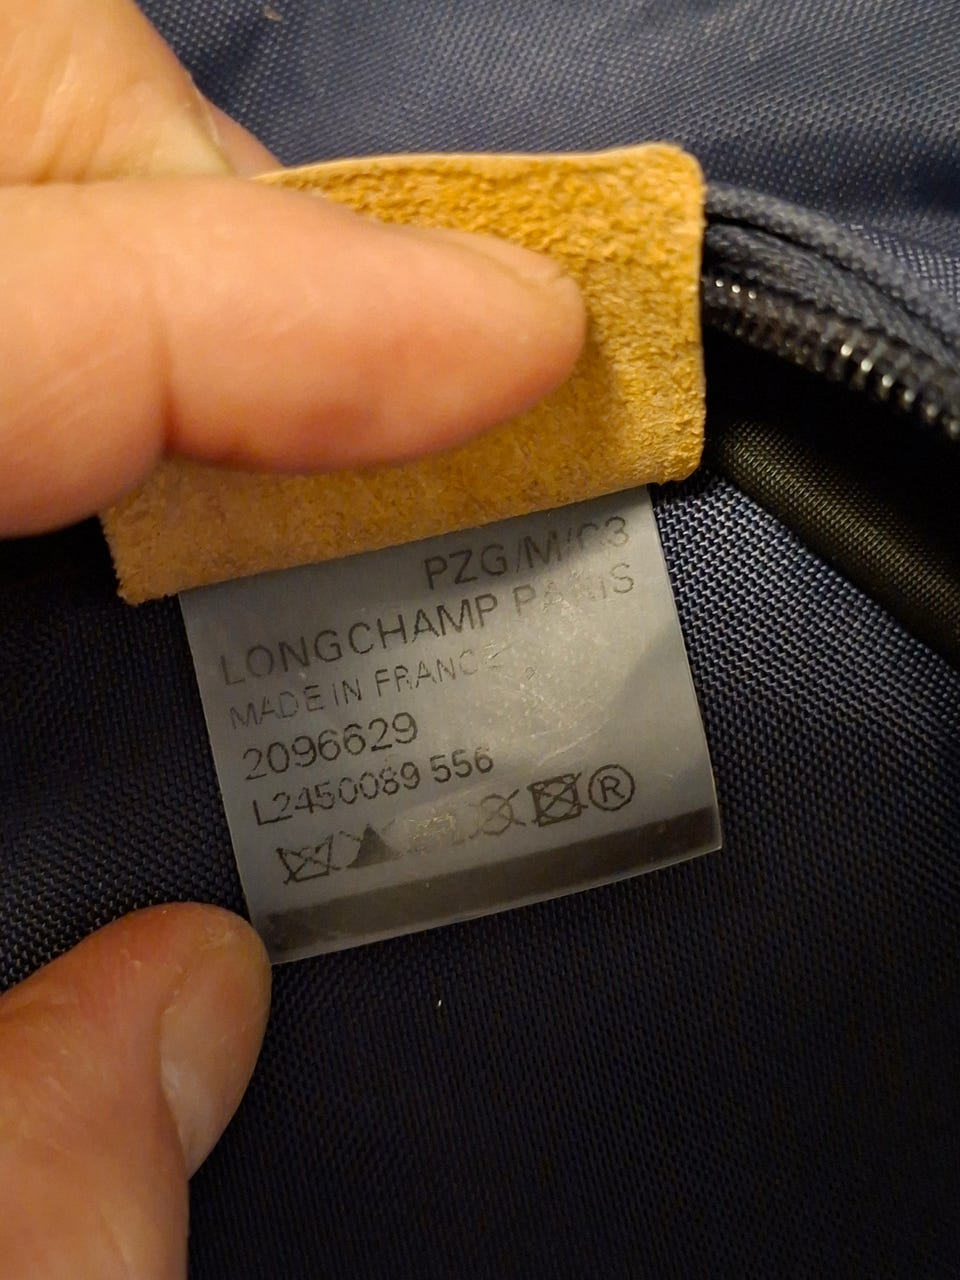 PZG/M/C3
LONGCHAMP PARIS
MADE IN FRANCE
2096629
L2450089 556
®